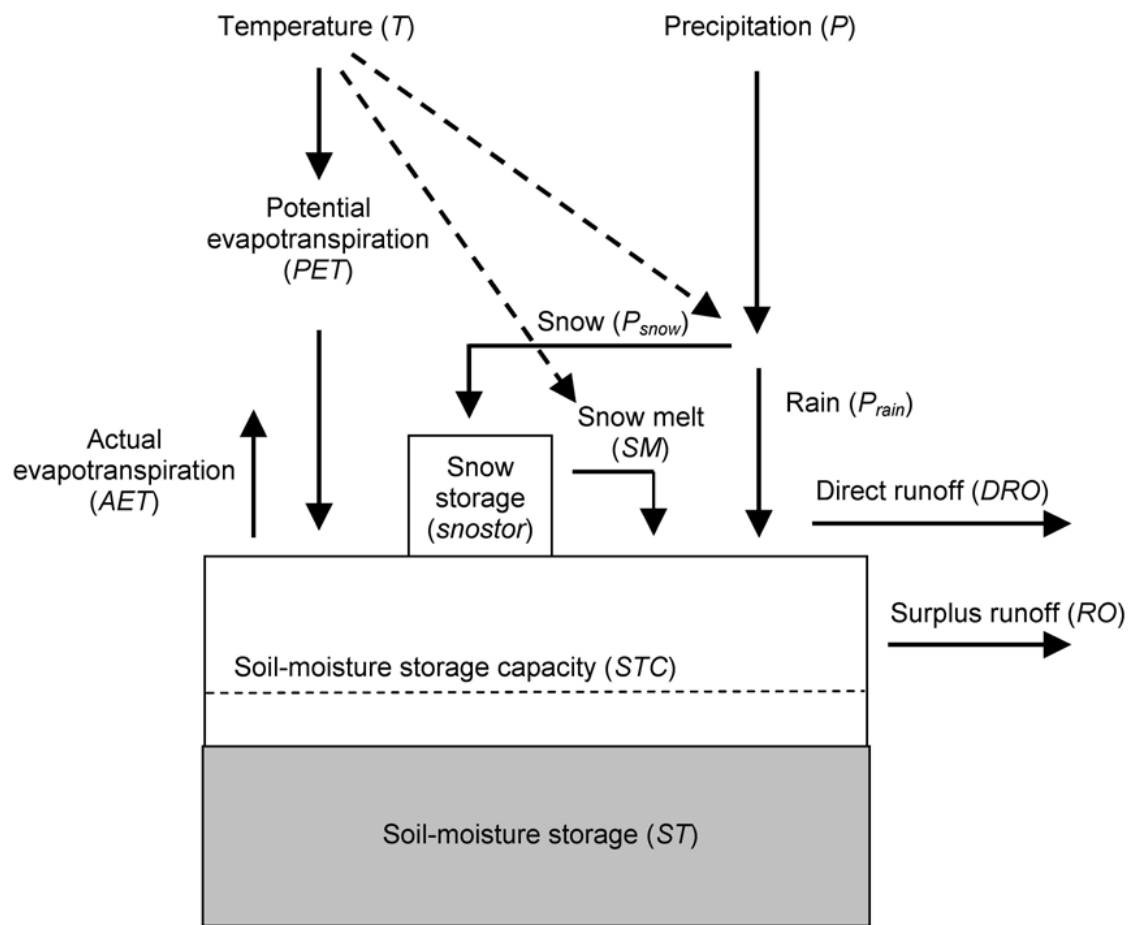 Temperature (T)
Precipitation (P)
Potential
evapotranspiration
(PET)
Snow (Psnow)
Rain (Prain)
Snow melt
(SM)
Actual
evapotranspiration
(AET)
Snow
storage
(snostor)
Direct runoff (DRO)
Surplus runoff (RO)
Soil-moisture storage capacity (STC)
Soil-moisture storage (ST)